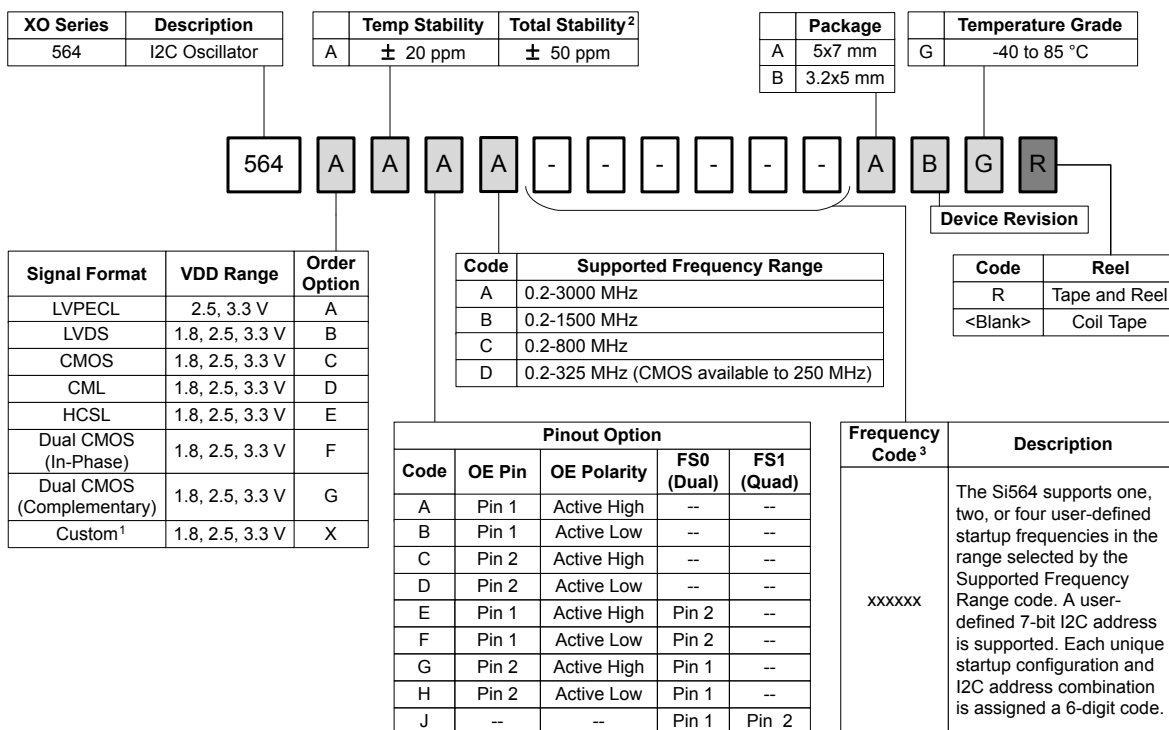 XO Series Description
564 I2C Oscillator
Temp Stability Total Stability 2
A ± 20 ppm ± 50 ppm
Package
A 5x7 mm
B 3.2x5 mm
Temperature Grade
G -40 to 85 °C
564 A A A A - - - - - - A B G R
Device Revision
Signal Format VDD Range Order Option
LVPECL 2.5, 3.3 V A
LVDS 1.8, 2.5, 3.3 V B
CMOS 1.8, 2.5, 3.3 V C
CML 1.8, 2.5, 3.3 V D
HCSL 1.8, 2.5, 3.3 V E
Dual CMOS (In-Phase) 1.8, 2.5, 3.3 V F
Dual CMOS (Complementary) 1.8, 2.5, 3.3 V G
Custom 1 1.8, 2.5, 3.3 V X
Code Supported Frequency Range
A 0.2-3000 MHz
B 0.2-1500 MHz
C 0.2-800 MHz
D 0.2-325 MHz (CMOS available to 250 MHz)
Code Reel
R Tape and Reel
<Blank> Coil Tape
Pinout Option
Code OE Pin OE Polarity FS0 (Dual) FS1 (Quad)
A Pin 1 Active High -- --
B Pin 1 Active Low -- --
C Pin 2 Active High -- --
D Pin 2 Active Low -- --
E Pin 1 Active High Pin 2 --
F Pin 1 Active Low Pin 2 --
G Pin 2 Active High Pin 1 --
H Pin 2 Active Low Pin 1 --
J -- -- Pin 1 Pin 2
Frequency Code 3 Description
xxxxxx
The Si564 supports one,
two, or four user-defined
startup frequencies in the
range selected by the
Supported Frequency
Range code. A user-
defined 7-bit I2C address
is supported. Each unique
startup configuration and
I2C address combination
is assigned a 6-digit code.